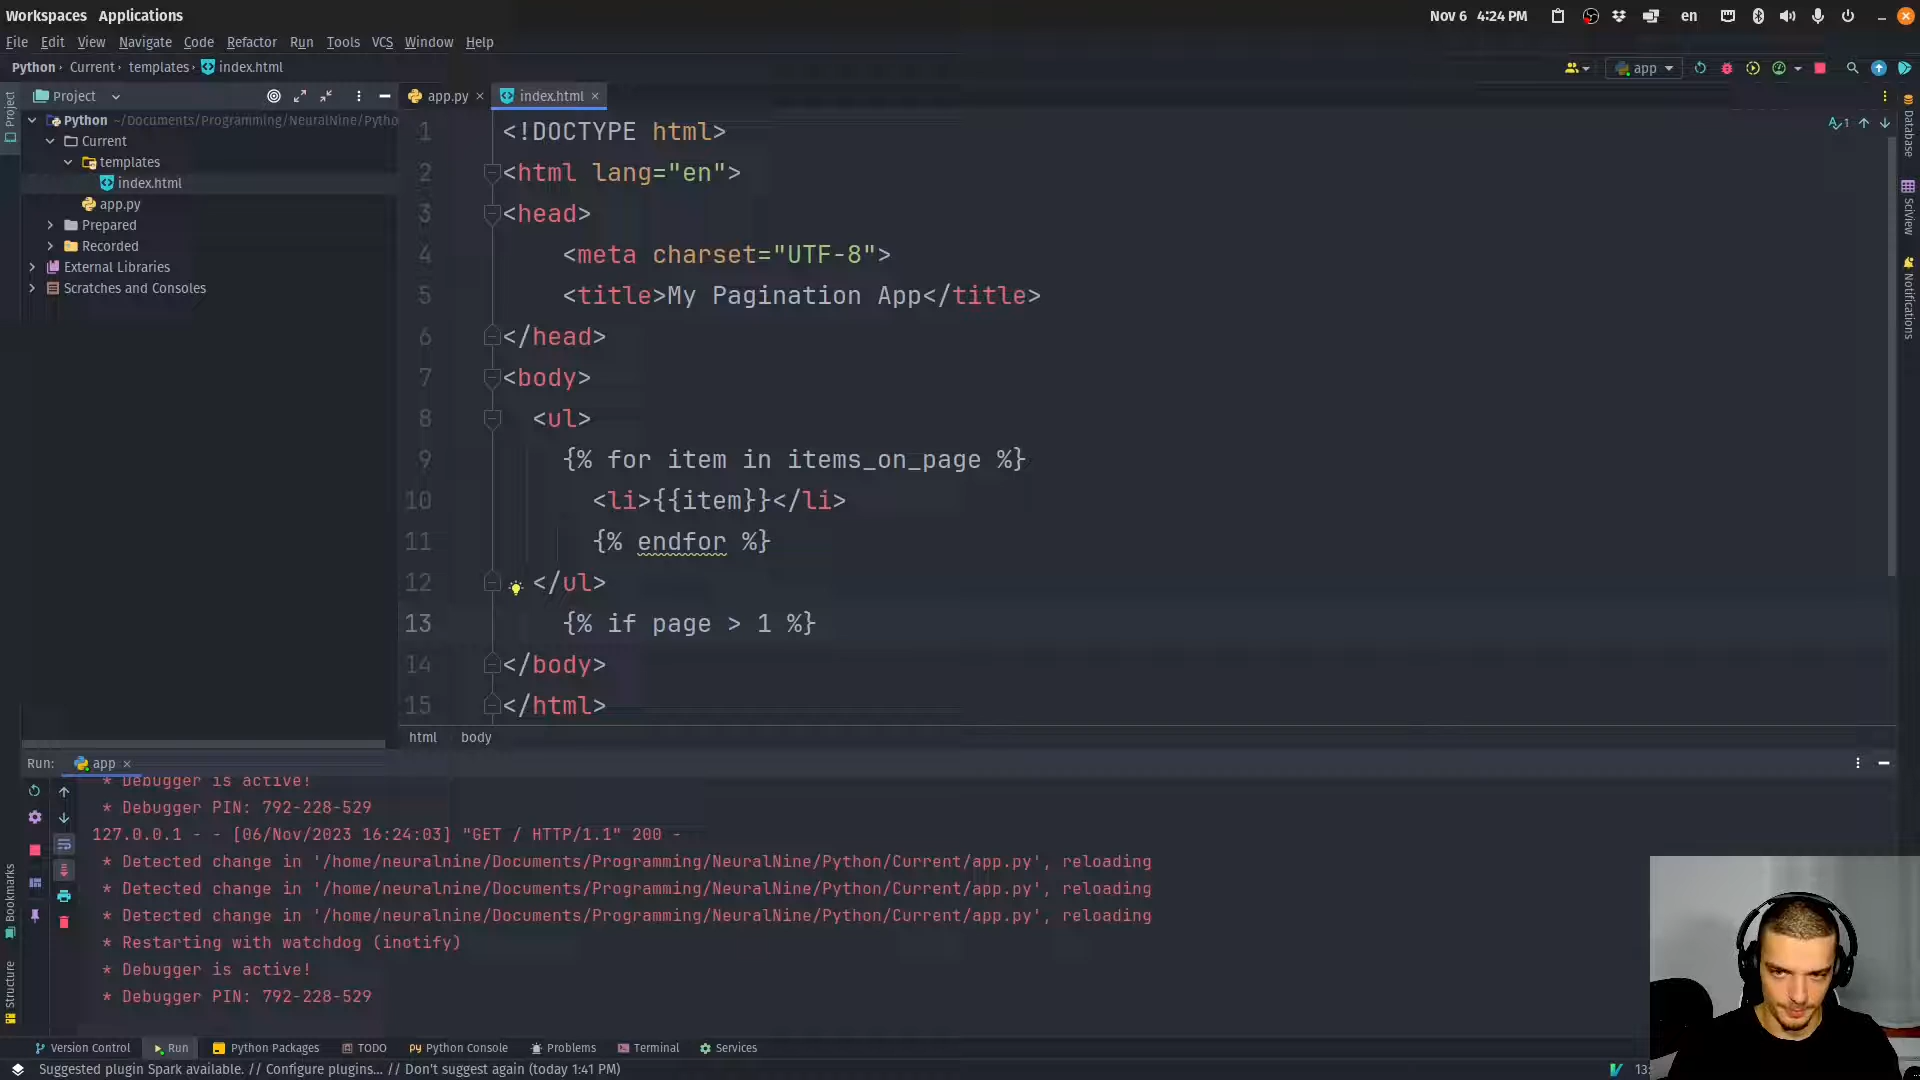 Workspaces Applications
Nov 6 4:24 PM
en
File Edit View Navigate Code Refactor Run Tools VCS Window Help
Python Current templates index.html
app
Project
app.py
index.html
Python ~/Documents/Programming/NeuralNine/Pytho
Current
templates
index.html
app.py
Prepared
Recorded
External Libraries
Scratches and Consoles
Project
Bookmarks
Structure
Database
SciView
Notifications
1
1 <!DOCTYPE html>
2 <html lang="en">
3 <head>
4 <meta charset="UTF-8">
5 <title>My Pagination App</title>
6 </head>
7 <body>
8 <ul>
9 {% for item in items_on_page %}
10 <li>{{item}}</li>
11 {% endfor %}
12 </ul>
13 {% if page > 1 %}
14 </body>
15 </html>
html body
Run: app
* Debugger is active!
* Debugger PIN: 792-228-529
127.0.0.1 - - [06/Nov/2023 16:24:03] "GET / HTTP/1.1" 200 -
* Detected change in '/home/neuralnine/Documents/Programming/NeuralNine/Python/Current/app.py', reloading
* Detected change in '/home/neuralnine/Documents/Programming/NeuralNine/Python/Current/app.py', reloading
* Detected change in '/home/neuralnine/Documents/Programming/NeuralNine/Python/Current/app.py', reloading
* Restarting with watchdog (inotify)
* Debugger is active!
* Debugger PIN: 792-228-529
Version Control Run Python Packages TODO Python Console Problems Terminal Services
Suggested plugin Spark available. // Configure plugins... // Don't suggest again (today 1:41 PM)
13: